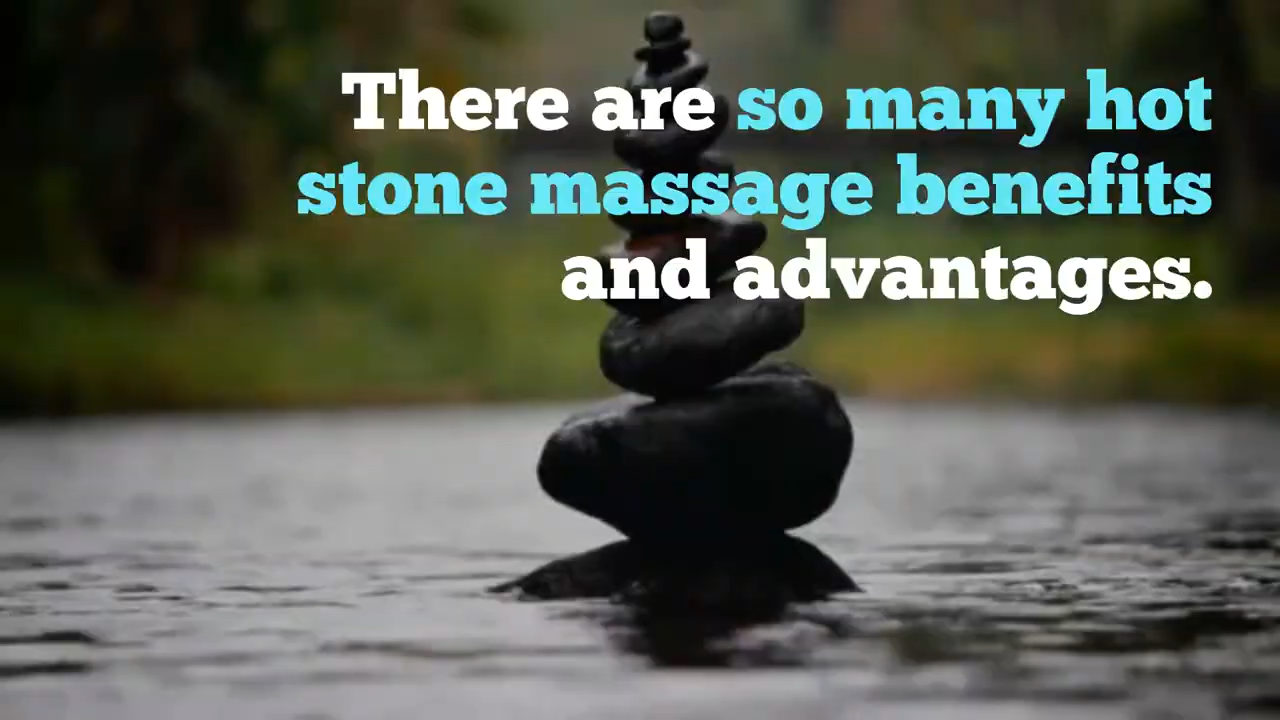 There are so many hot
stone massage benefits
and advantages.